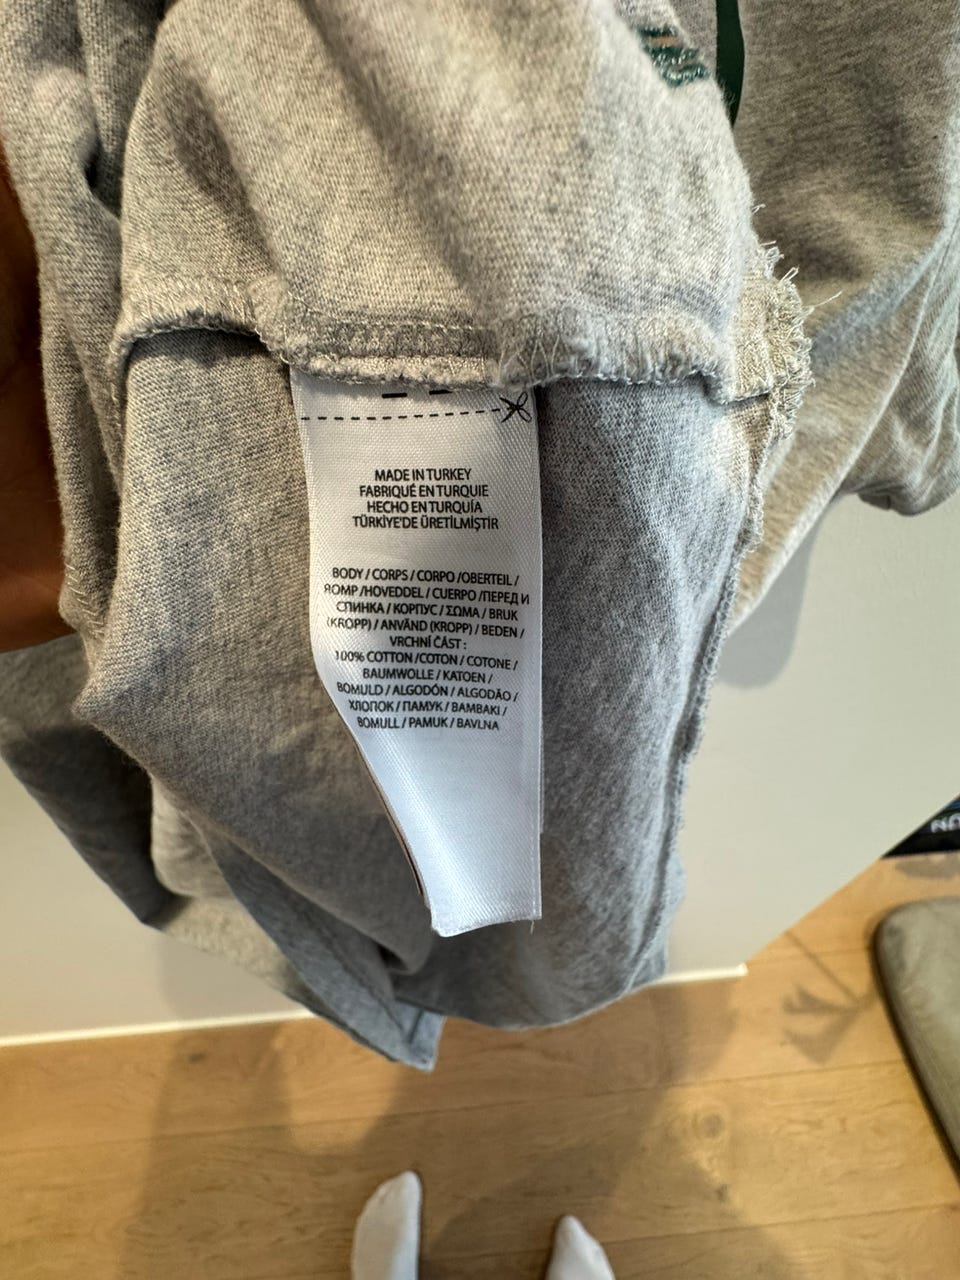 MADE IN TURKEY
FABRIQUÉ EN TURQUIE
HECHO EN TURQUÍA
TÜRKİYE'DE ÜRETİLMİŞTİR
BODY / CORPS / CORPO /OBERTEIL /
ROMP /HOVEDDEL / CUERPO /ПЕРЕД И
СПИНКА / КОРПУС / ΣΩΜΑ / BRUK
(KROPP) / ANVÄND (KROPP) / BEDEN /
VRCHNÍ ČÁST :
100% COTTON /COTON / COTONE /
BAUMWOLLE / KATOEN /
BOMULD / ALGODÓN / ALGODÃO /
ХЛОПОК / ПАМУК / BAMBAKI /
BOMULL / PAMUK / BAVLNA